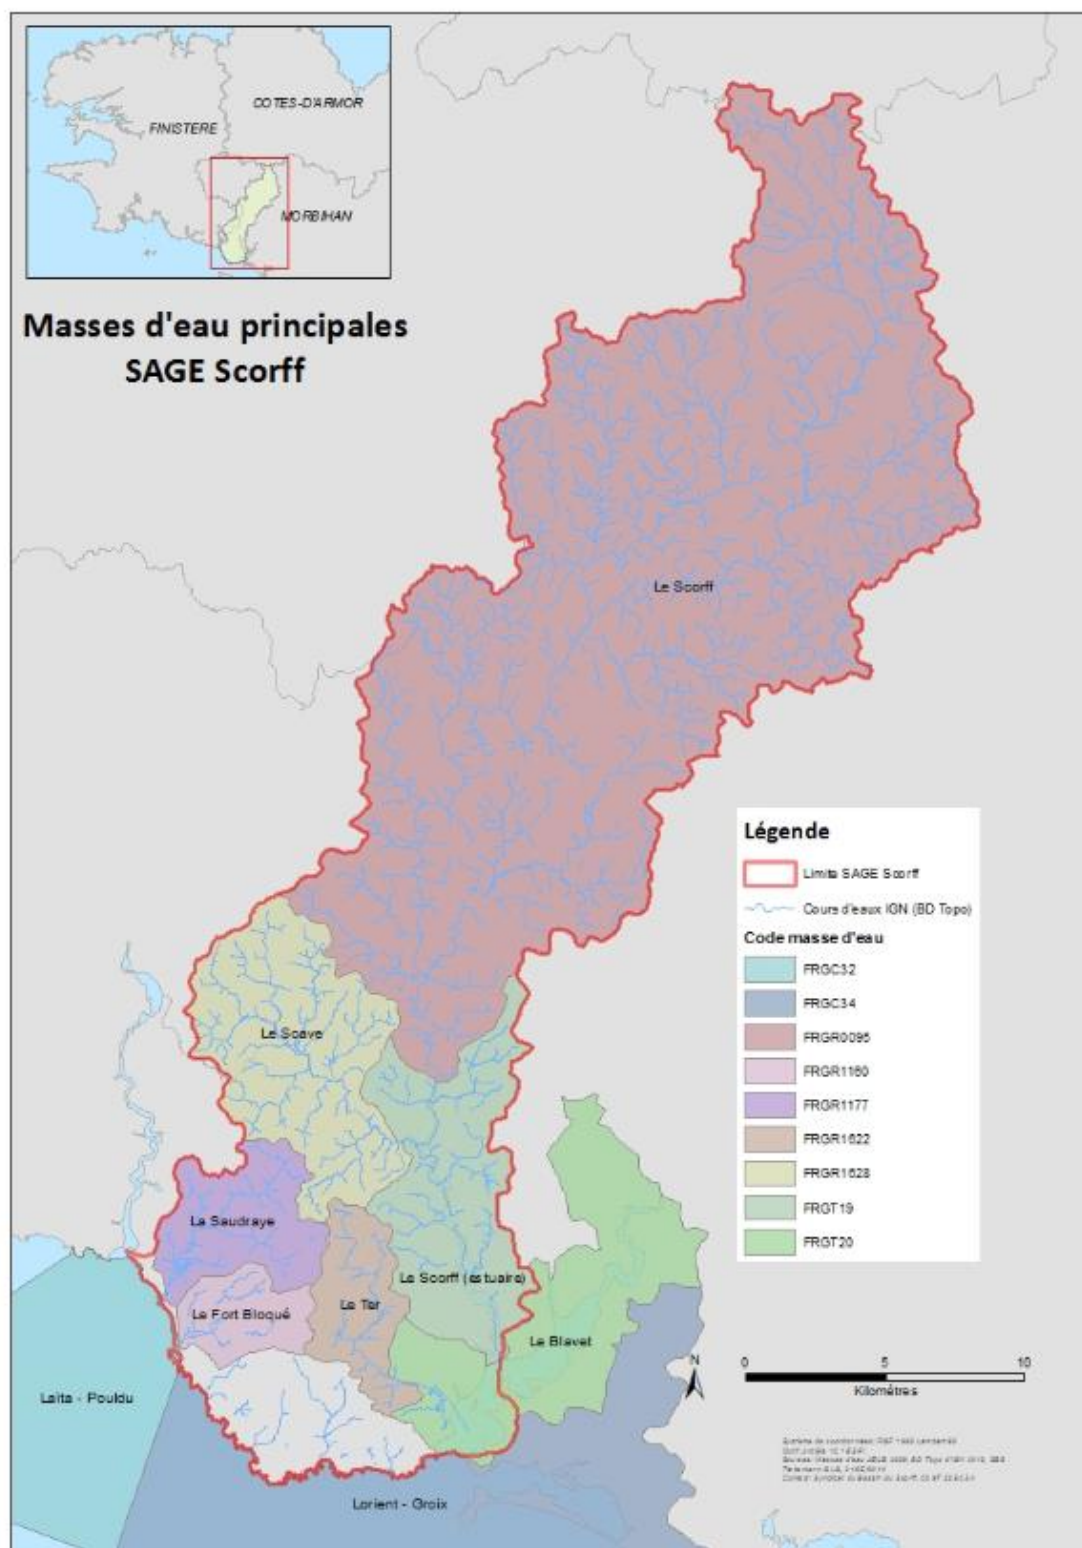 COTES-D'ARMOR
FINISTERE
MORBIHAN
Masses d'eau principales
SAGE Scorff
Le Scorff
Le Scave
La Saudraye
Le Fort Bloqué
Le Ter
Le Scorff (estuaire)
Le Blavet
Laita - Pouldu
Lorient - Groix
Légende
Limite SAGE Scorff
Cours d'eaux IGN (BD Topo)
Code masse d'eau
FRGC32
FRGC34
FRGR0095
FRGR1160
FRGR1177
FRGR1622
FRGR1628
FRGT19
FRGT20
N
0 5 10
Kilomètres